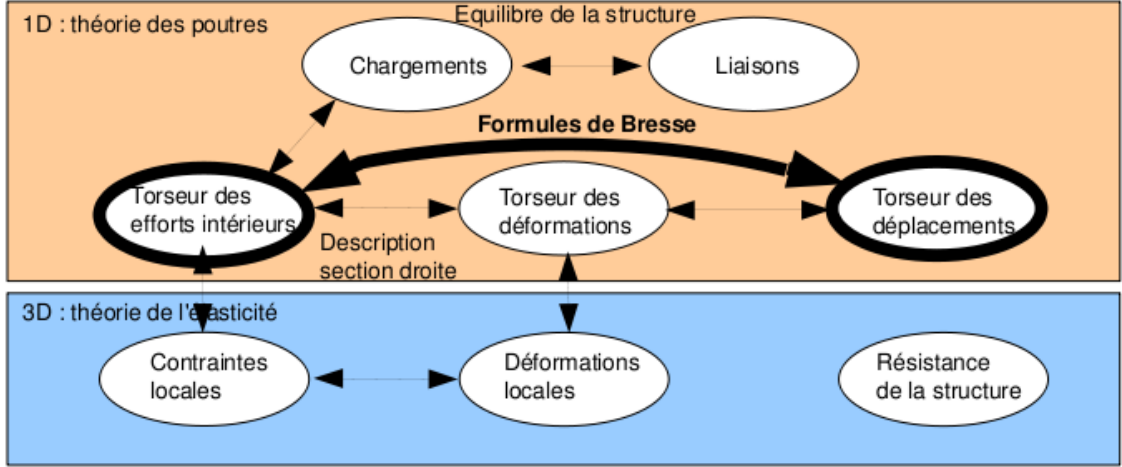 1D : théorie des poutres
Equilibre de la structure
Chargements
Liaisons
Formules de Bresse
Torseur des
efforts intérieurs
Torseur des
déformations
Torseur des
déplacements
Description
section droite
3D : théorie de l'élasticité
Contraintes
locales
Déformations
locales
Résistance
de la structure